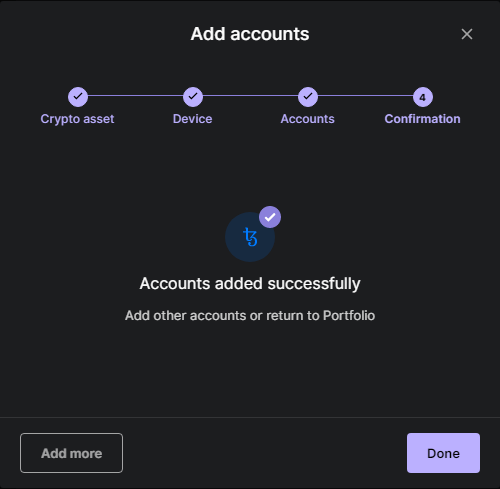 Add accounts
4
Crypto asset Device Accounts Confirmation
ꜩ
Accounts added successfully
Add other accounts or return to Portfolio
Add more Done